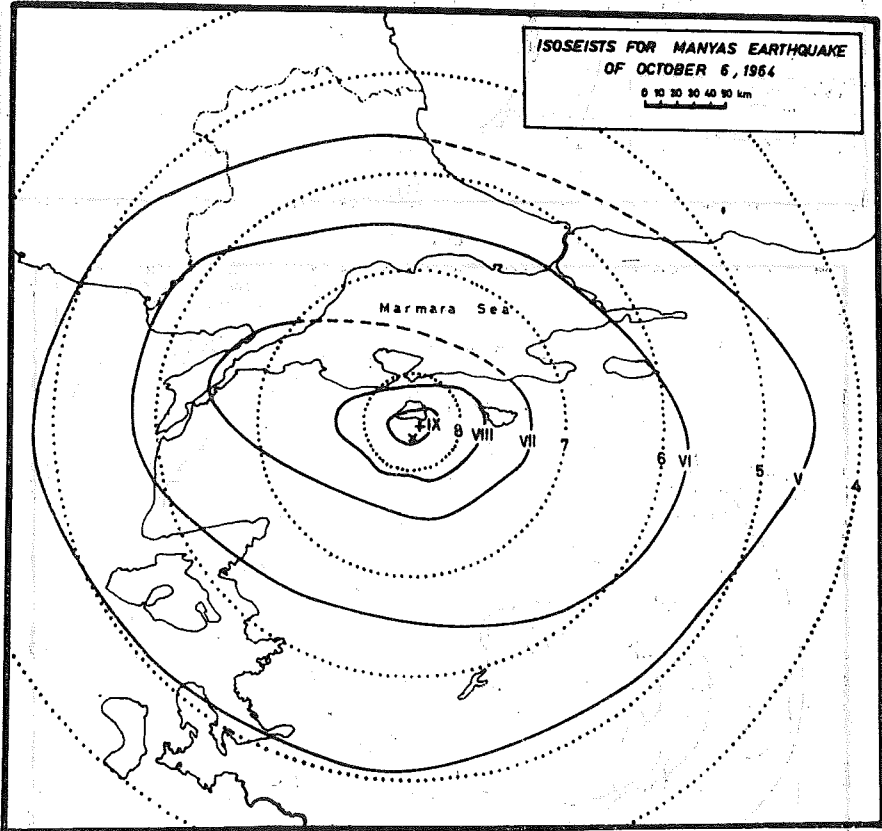 ISOSEISTS FOR MANYAS EARTHQUAKE
OF OCTOBER 6, 1964
0 10 20 30 40 50 km
Marmara Sea
IX
8
VIII
VII
7
6
VI
5
V
4